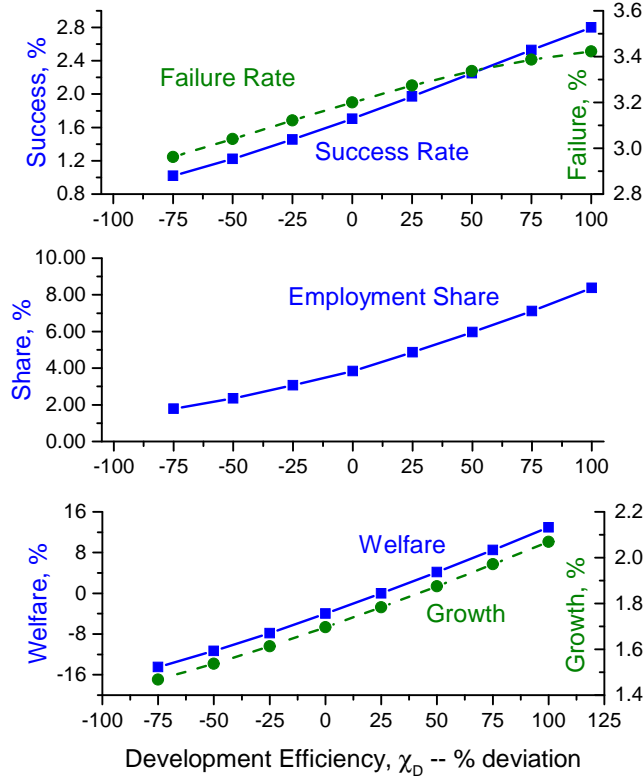 2.8
2.4
2.0
1.6
1.2
0.8
Success, %
Failure Rate
Success Rate
3.6
3.4
3.2
3.0
2.8
Failure, %
-100 -75 -50 -25 0 25 50 75 100
10.00
8.00
6.00
4.00
2.00
0.00
Share, %
Employment Share
-100 -75 -50 -25 0 25 50 75 100
16
8
0
-8
-16
Welfare, %
Welfare
Growth
2.2
2.0
1.8
1.6
1.4
Growth, %
-100 -75 -50 -25 0 25 50 75 100 125
Development Efficiency, χD -- % deviation